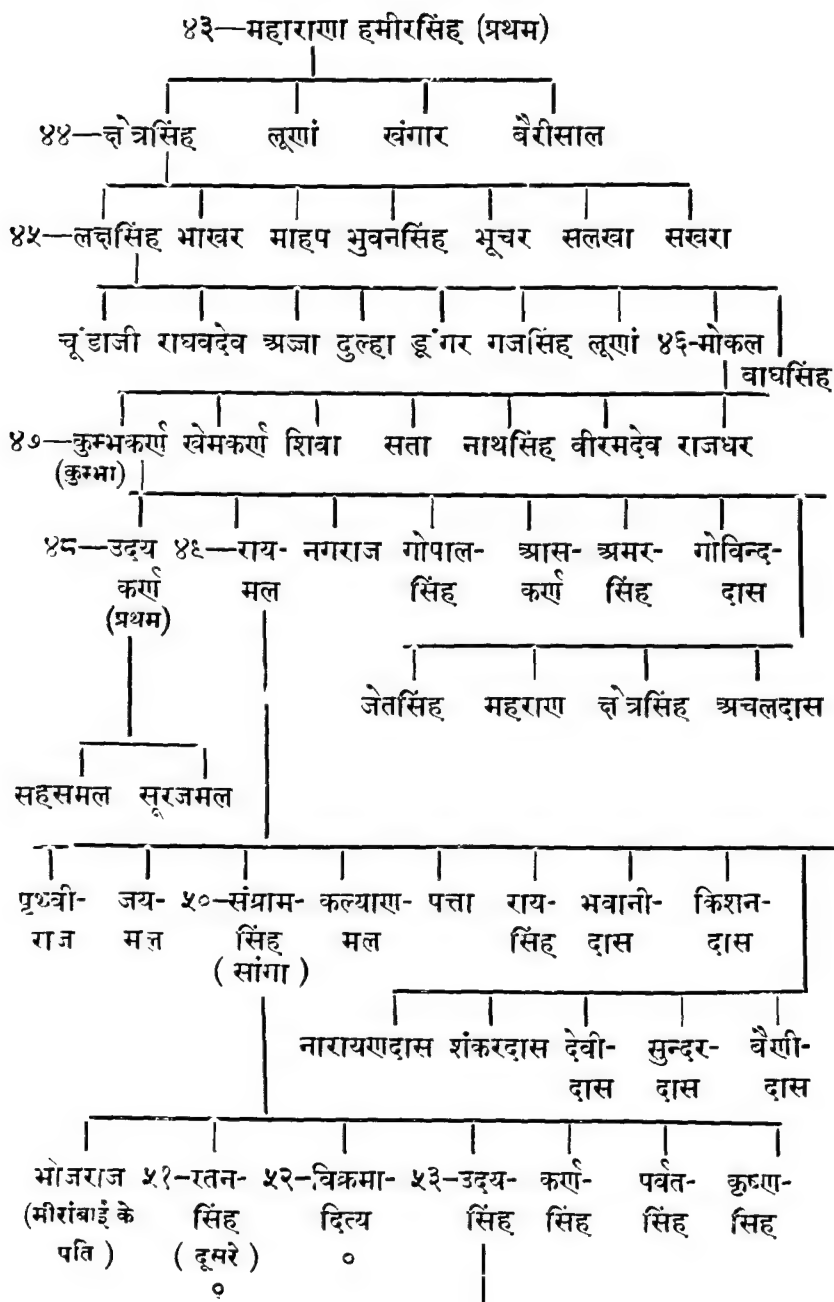 ४३—महाराणा हमीरसिंह (प्रथम)
४४—क्षेत्रसिंह लूणां खंगार बैरीसाल
४५—लक्षसिंह भाखर माहप भुवनसिंह भूचर सलखा सखरा
चूंडाजी राघवदेव अज्जा दुल्हा डूंगर गजसिंह लूणां ४६-मोकल
वाघसिंह
४७—कुम्भकर्ण खेमकर्ण शिवा सता नाथसिंह वीरमदेव राजधर
(कुम्भा)
४८—उदय ४९—राय- नगराज गोपाल- आस- अमर- गोविन्द-
कर्ण मल सिंह कर्ण सिंह दास
(प्रथम)
जेतसिंह महराण क्षेत्रसिंह अचलदास
सहसमल सूरजमल
पृथ्वी- जय- ५०—संग्राम- कल्याण- पत्ता राय- भवानी- किशन-
राज मल सिंह मल सिंह दास दास
( सांगा )
नारायणदास शंकरदास देवी- सुन्दर- बैणी-
दास दास दास
भोजराज ५१—रतन- ५२—विक्रमा- ५३—उदय- कर्ण- पर्वत- कृष्ण-
(मीरांबाई के सिंह दित्य सिंह सिंह सिंह सिंह
पति ) ( दूसरे ) ०
०